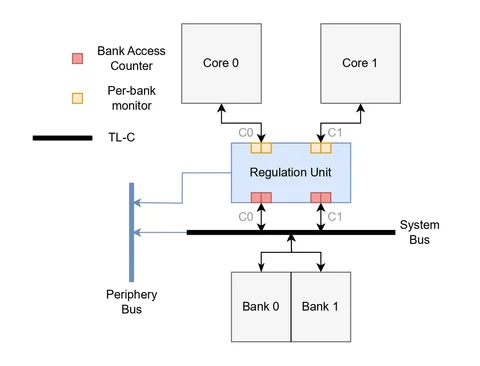 Bank Access
Counter
Per-bank
monitor
TL-C
Core 0
Core 1
C0
C1
Regulation Unit
C0
C1
System
Bus
Periphery
Bus
Bank 0
Bank 1